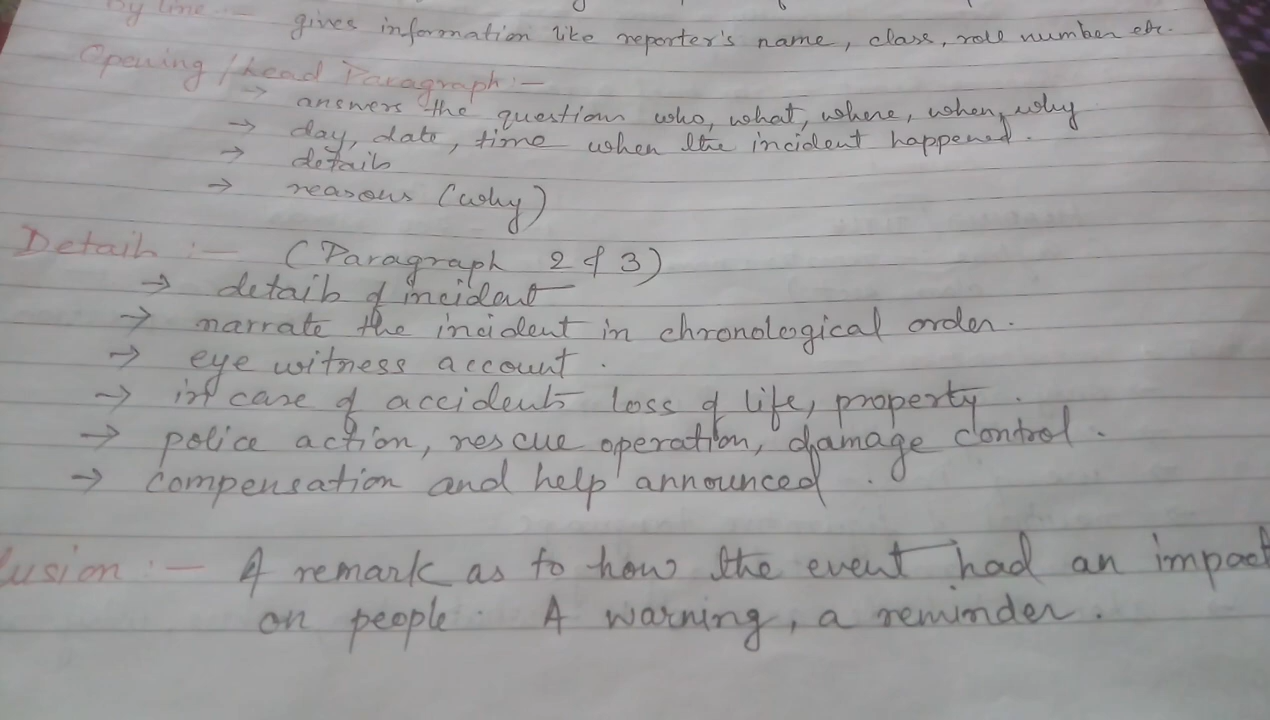 By line :-  gives information like reporter's name, class, roll number etc.
Opening / head Paragraph :-
→ answers the question who, what, where, when, why
→ day, date, time when the incident happened.
→ details
→ reasons (why)
Details :- (Paragraph 2 & 3)
→ details of incident
→ narrate the incident in chronological order.
→ eye witness account.
→ in case of accidents loss of life, property.
→ police action, rescue operation, damage control.
→ compensation and help announced.
lusion :- A remark as to how the event had an impact
on people. A warning, a reminder.